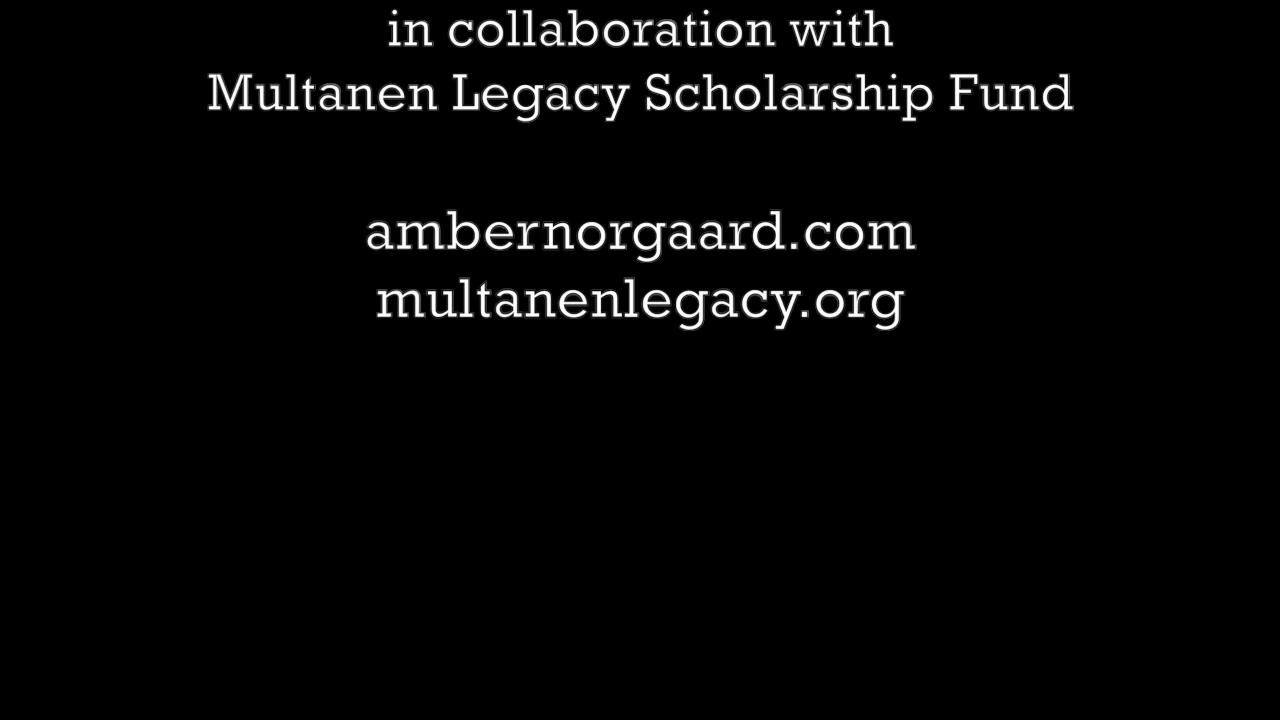 in collaboration with
Multanen Legacy Scholarship Fund
ambernorgaard.com
multanenlegacy.org